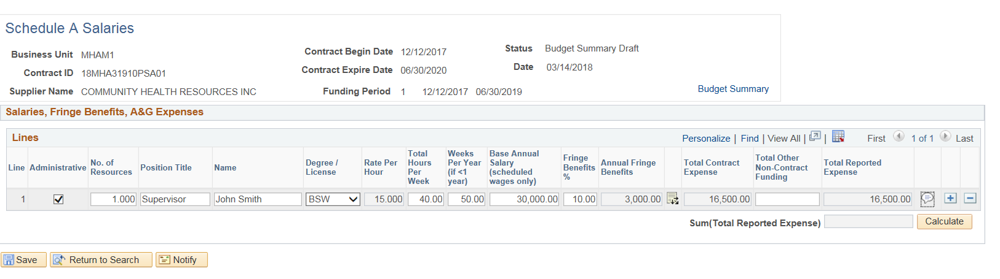 Schedule A Salaries
Business Unit MHAM1
Contract Begin Date 12/12/2017
Status Budget Summary Draft
Contract ID 18MHA31910PSA01
Contract Expire Date 06/30/2020
Date 03/14/2018
Supplier Name COMMUNITY HEALTH RESOURCES INC
Funding Period 1 12/12/2017 06/30/2019
Budget Summary
Salaries, Fringe Benefits, A&G Expenses
Lines
Personalize | Find | View All | | First 1 of 1 Last
Line
Administrative
No. of
Resources
Position Title
Name
Degree /
License
Rate Per
Hour
Total
Hours
Per
Week
Weeks
Per Year
(if <1
year)
Base Annual
Salary
(scheduled
wages only)
Fringe
Benefits
%
Annual Fringe
Benefits
Total Contract
Expense
Total Other
Non-Contract
Funding
Total Reported
Expense
1 1.000 Supervisor John Smith BSW 15.000 40.00 50.00 30,000.00 10.00 3,000.00 16,500.00 16,500.00
Sum(Total Reported Expense) Calculate
Save Return to Search Notify